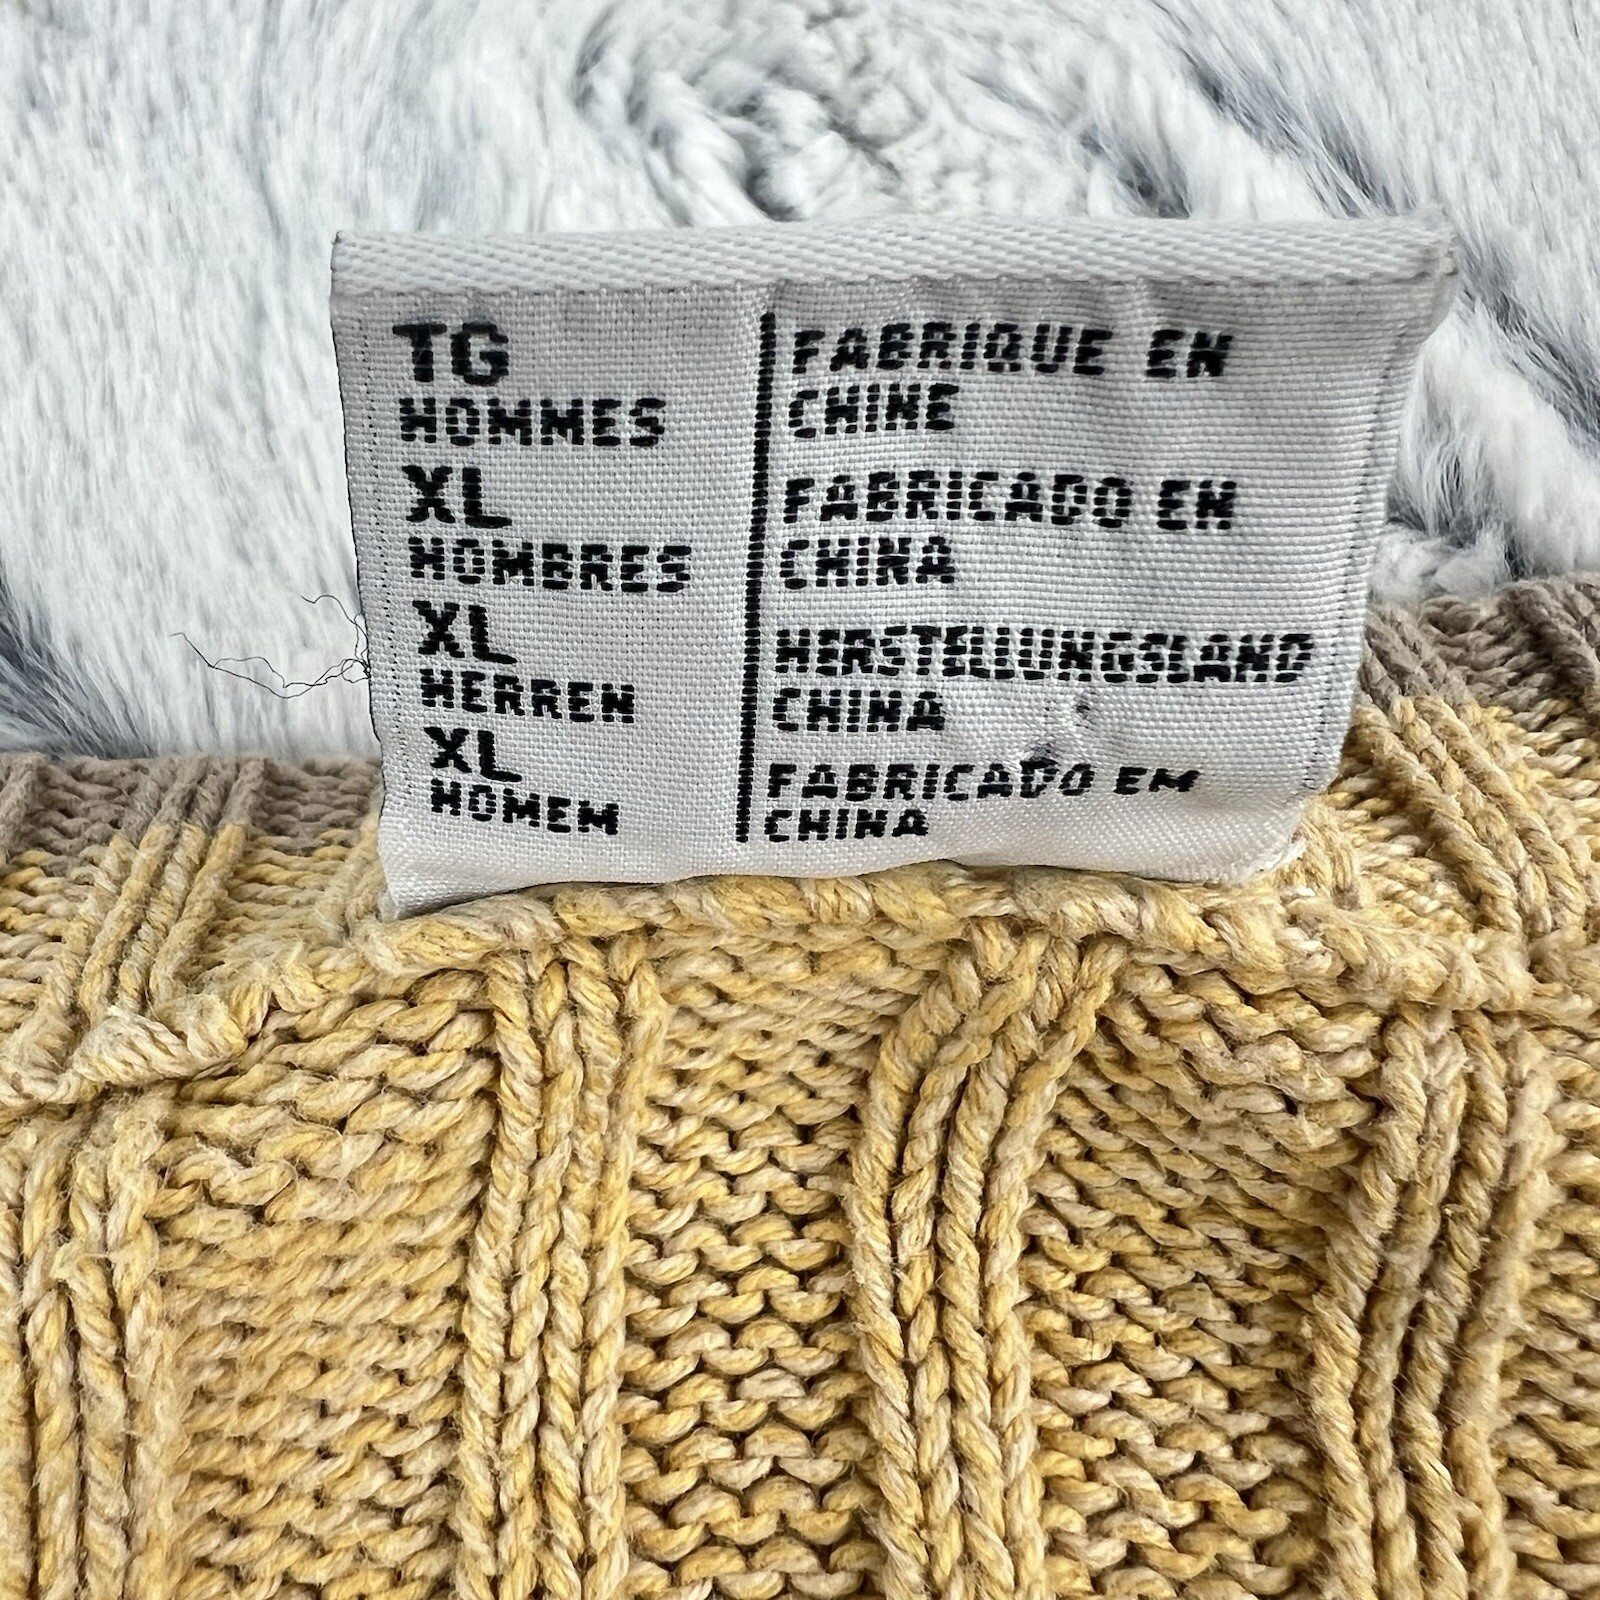 TG
HOMMES
XL
HOMBRES
XL
HERREN
XL
HOMEM
FABRIQUE EN
CHINE
FABRICADO EN
CHINA
HERSTELLUNGSLAND
CHINA
FABRICADO EM
CHINA